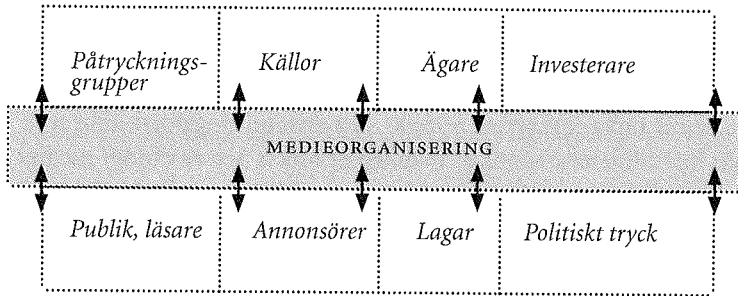 Påtrycknings- Källor Ägare Investerare
grupper
MEDIEORGANISERING
Publik, läsare Annonsörer Lagar Politiskt tryck